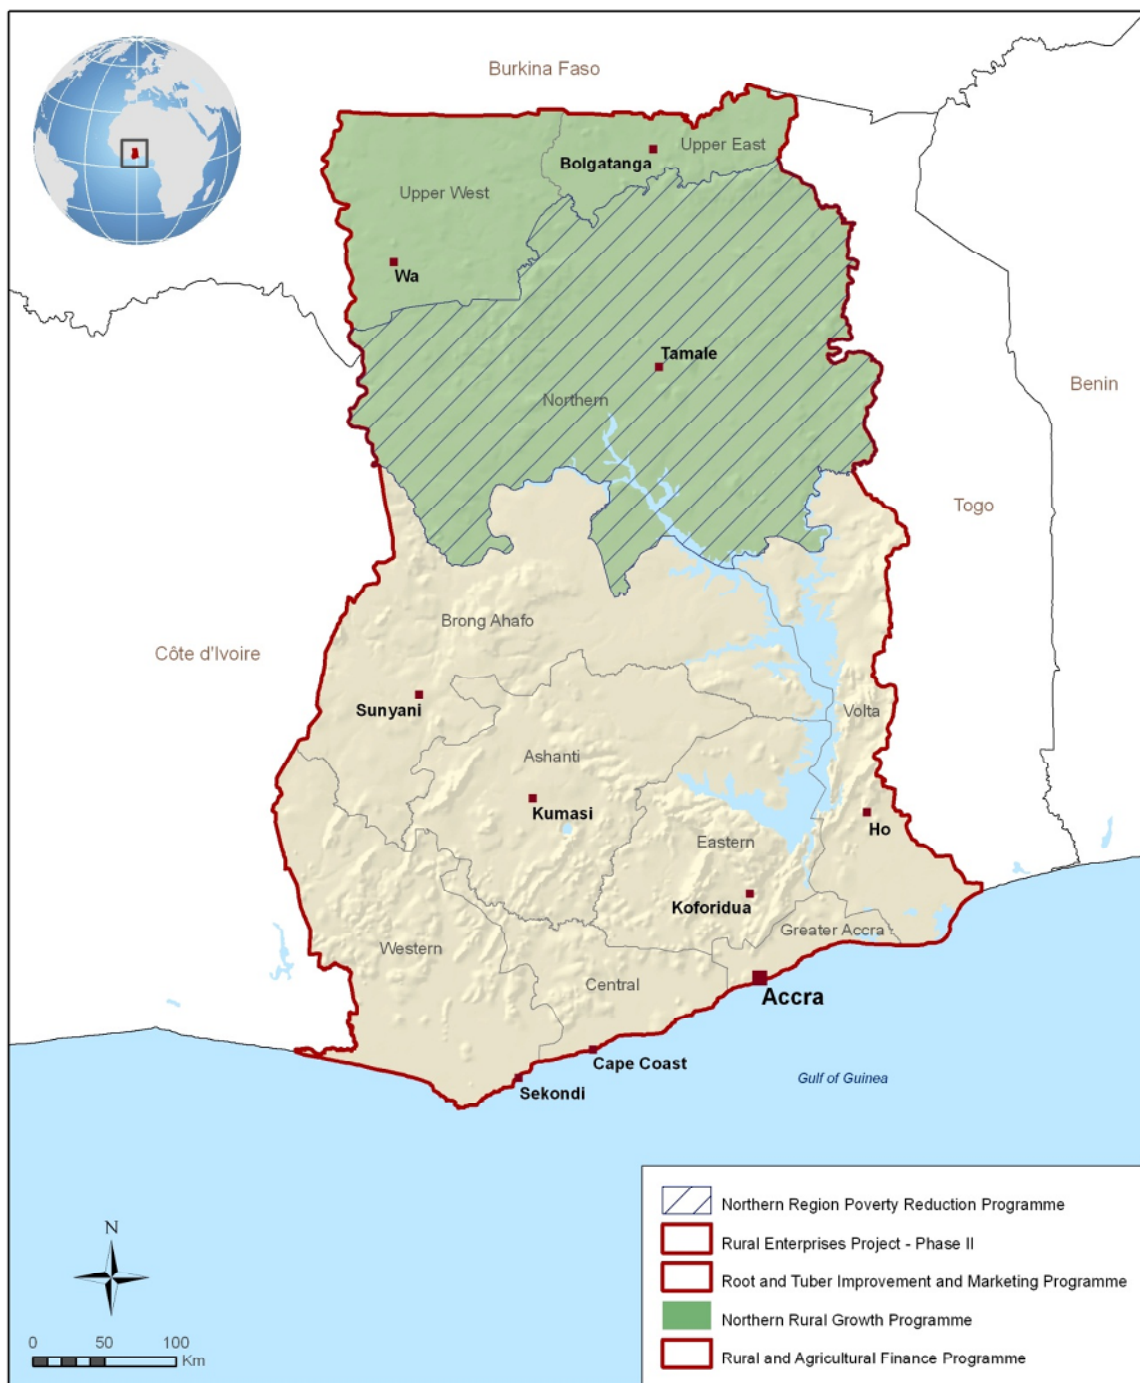 Burkina Faso
Upper East
Bolgatanga
Upper West
Wa
Tamale
Benin
Northern
Togo
Brong Ahafo
Côte d'Ivoire
Sunyani
Volta
Ashanti
Kumasi
Ho
Eastern
Koforidua
Greater Accra
Western
Central
Accra
Cape Coast
Gulf of Guinea
Sekondi
Northern Region Poverty Reduction Programme
N
Rural Enterprises Project - Phase II
Root and Tuber Improvement and Marketing Programme
Northern Rural Growth Programme
0 50 100
Km
Rural and Agricultural Finance Programme